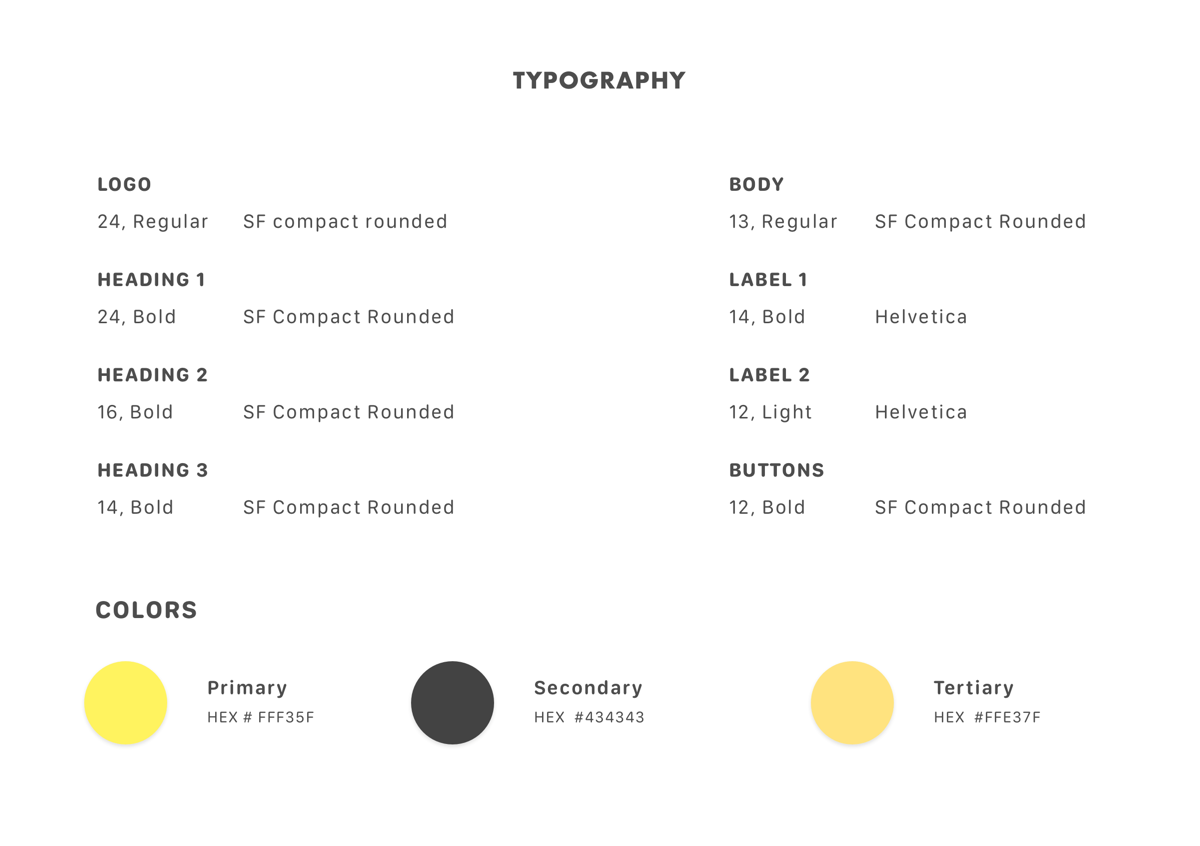 TYPOGRAPHY
LOGO
24, Regular SF compact rounded
HEADING 1
24, Bold SF Compact Rounded
HEADING 2
16, Bold SF Compact Rounded
HEADING 3
14, Bold SF Compact Rounded
BODY
13, Regular SF Compact Rounded
LABEL 1
14, Bold Helvetica
LABEL 2
12, Light Helvetica
BUTTONS
12, Bold SF Compact Rounded
COLORS
Primary
HEX # FFF35F
Secondary
HEX #434343
Tertiary
HEX #FFE37F